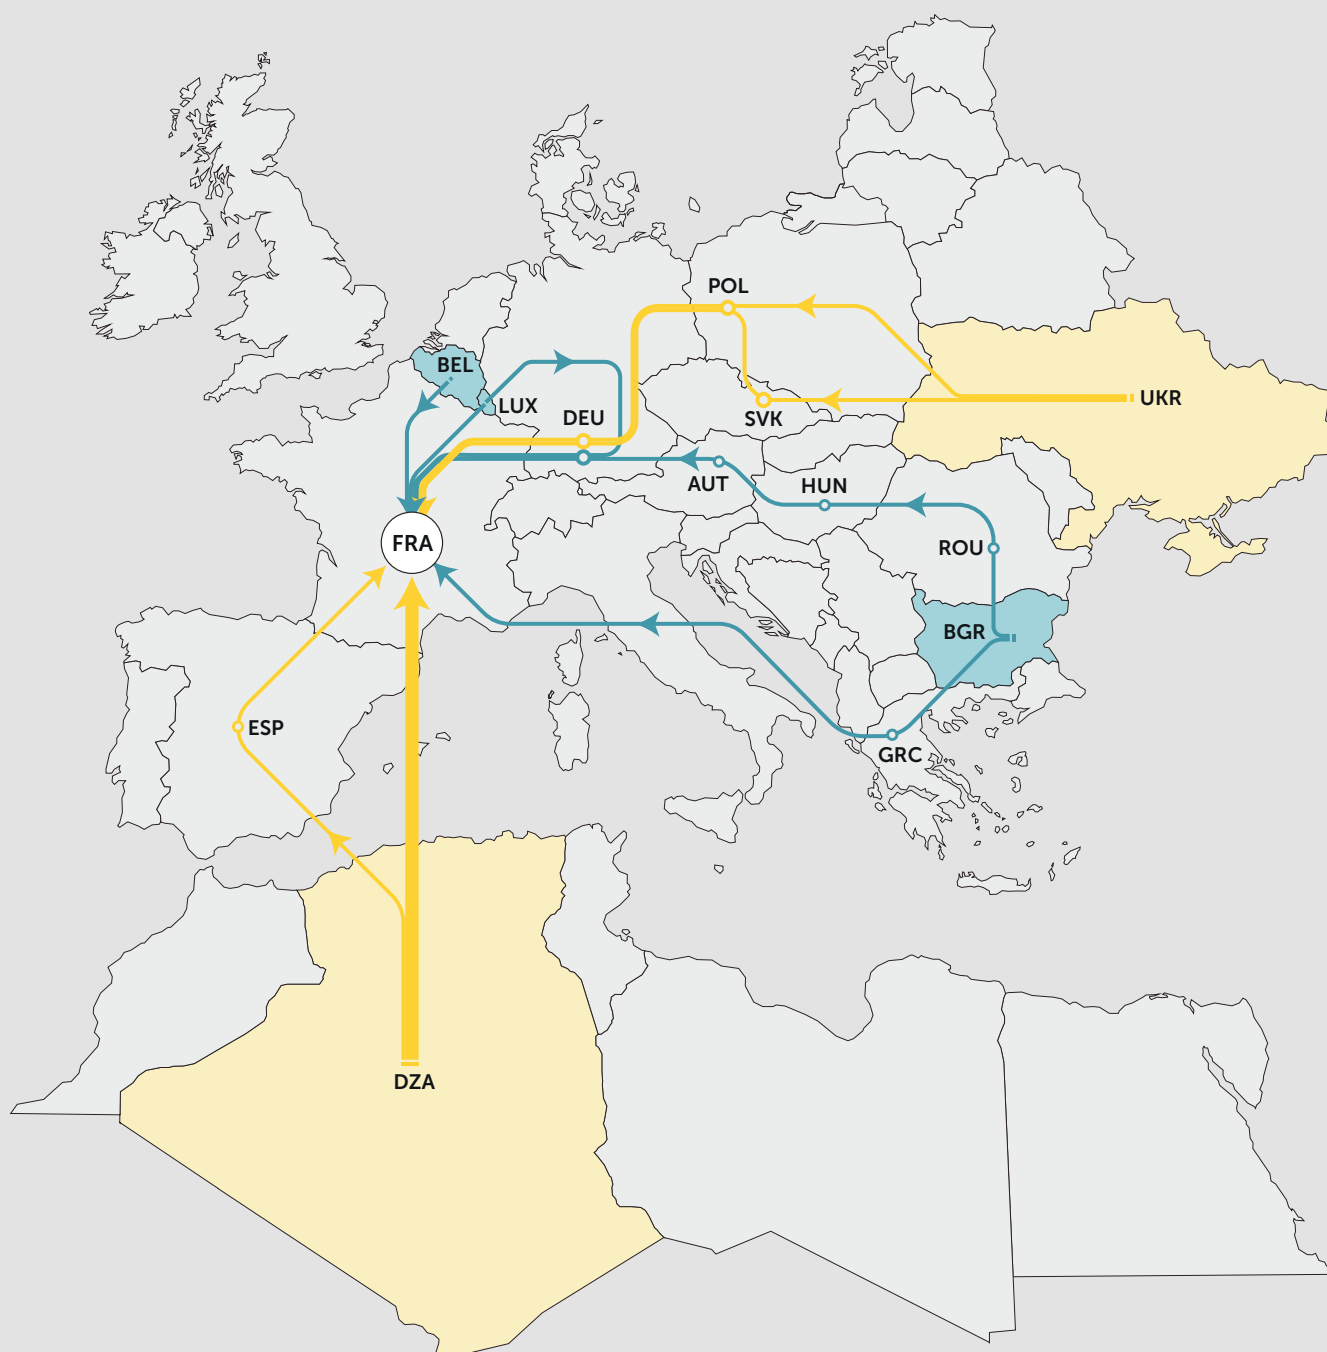 POL
BEL
UKR
LUX
DEU
SVK
AUT
HUN
FRA
ROU
BGR
ESP
GRC
DZA